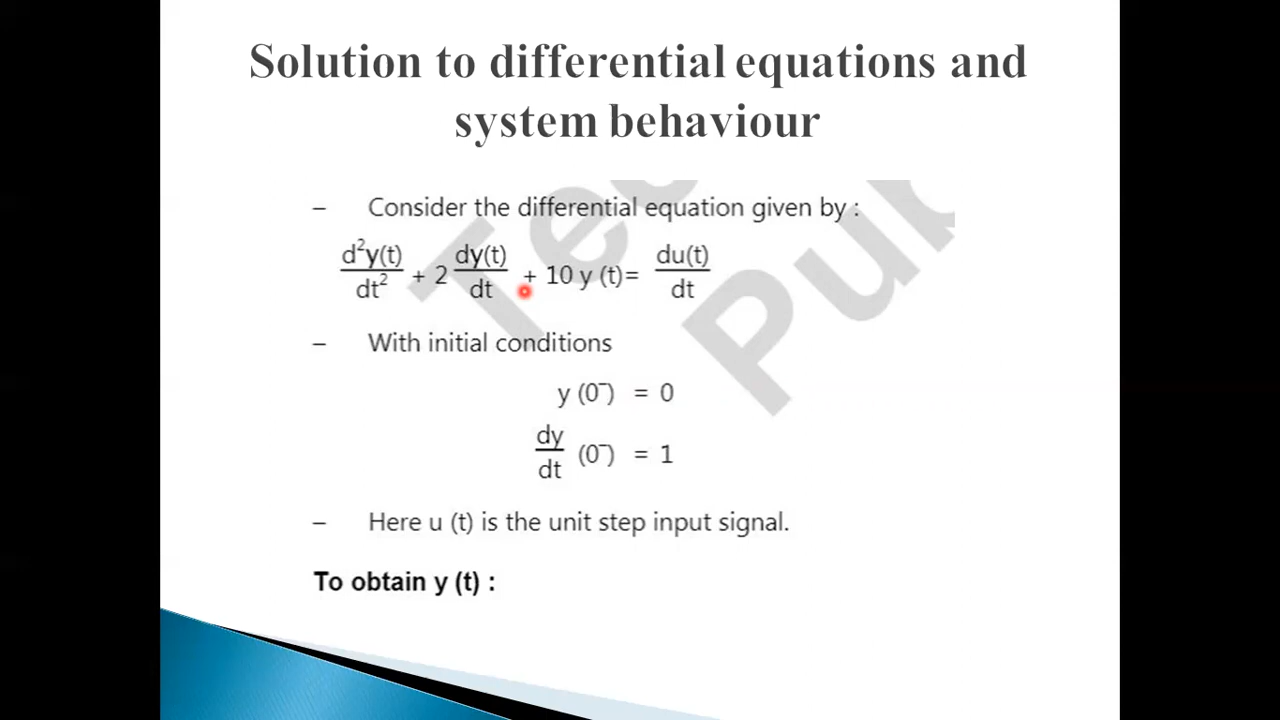 Solution to differential equations and
system behaviour
– Consider the differential equation given by :
d²y(t)/dt² + 2 dy(t)/dt + 10 y (t)= du(t)/dt
– With initial conditions
y (0⁻) = 0
dy/dt (0⁻) = 1
– Here u (t) is the unit step input signal.
To obtain y (t) :